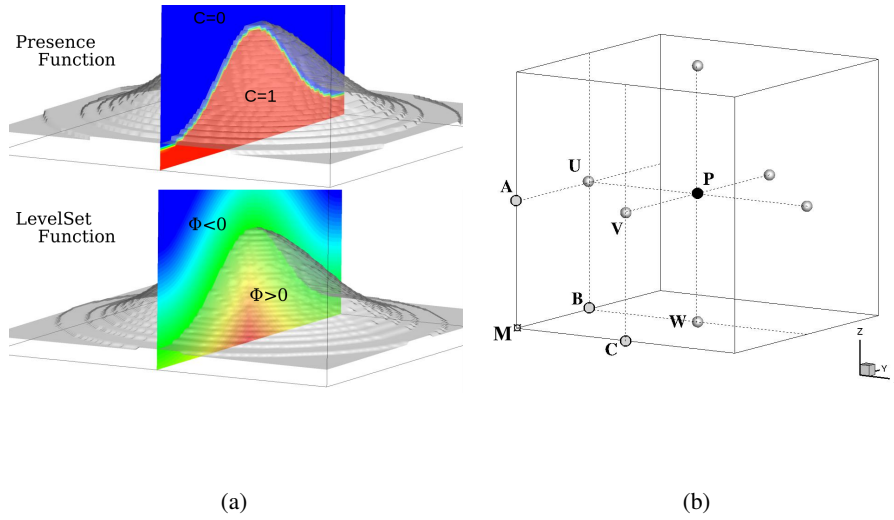 Presence
Function
C=0
C=1
LevelSet
Function
Φ<0
Φ>0
A
U
P
V
B
W
M
C
Z
Y
(a)
(b)